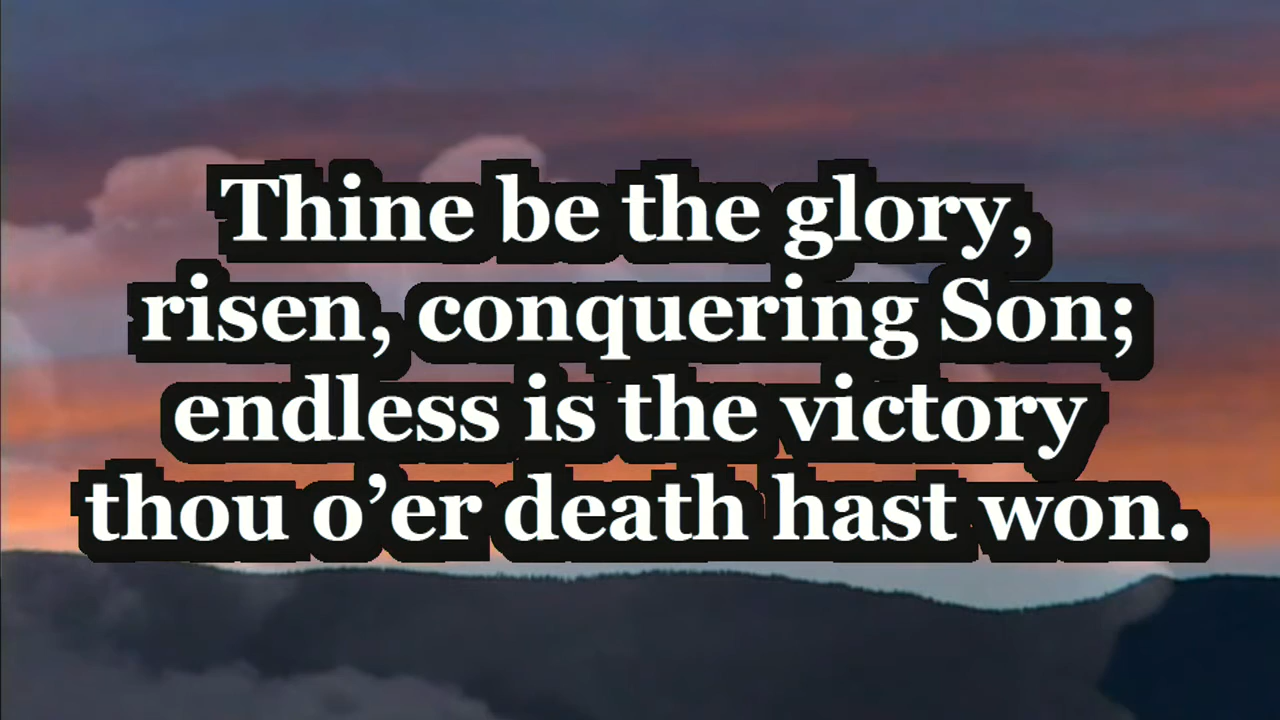 Thine be the glory,
risen, conquering Son;
endless is the victory
thou o’er death hast won.